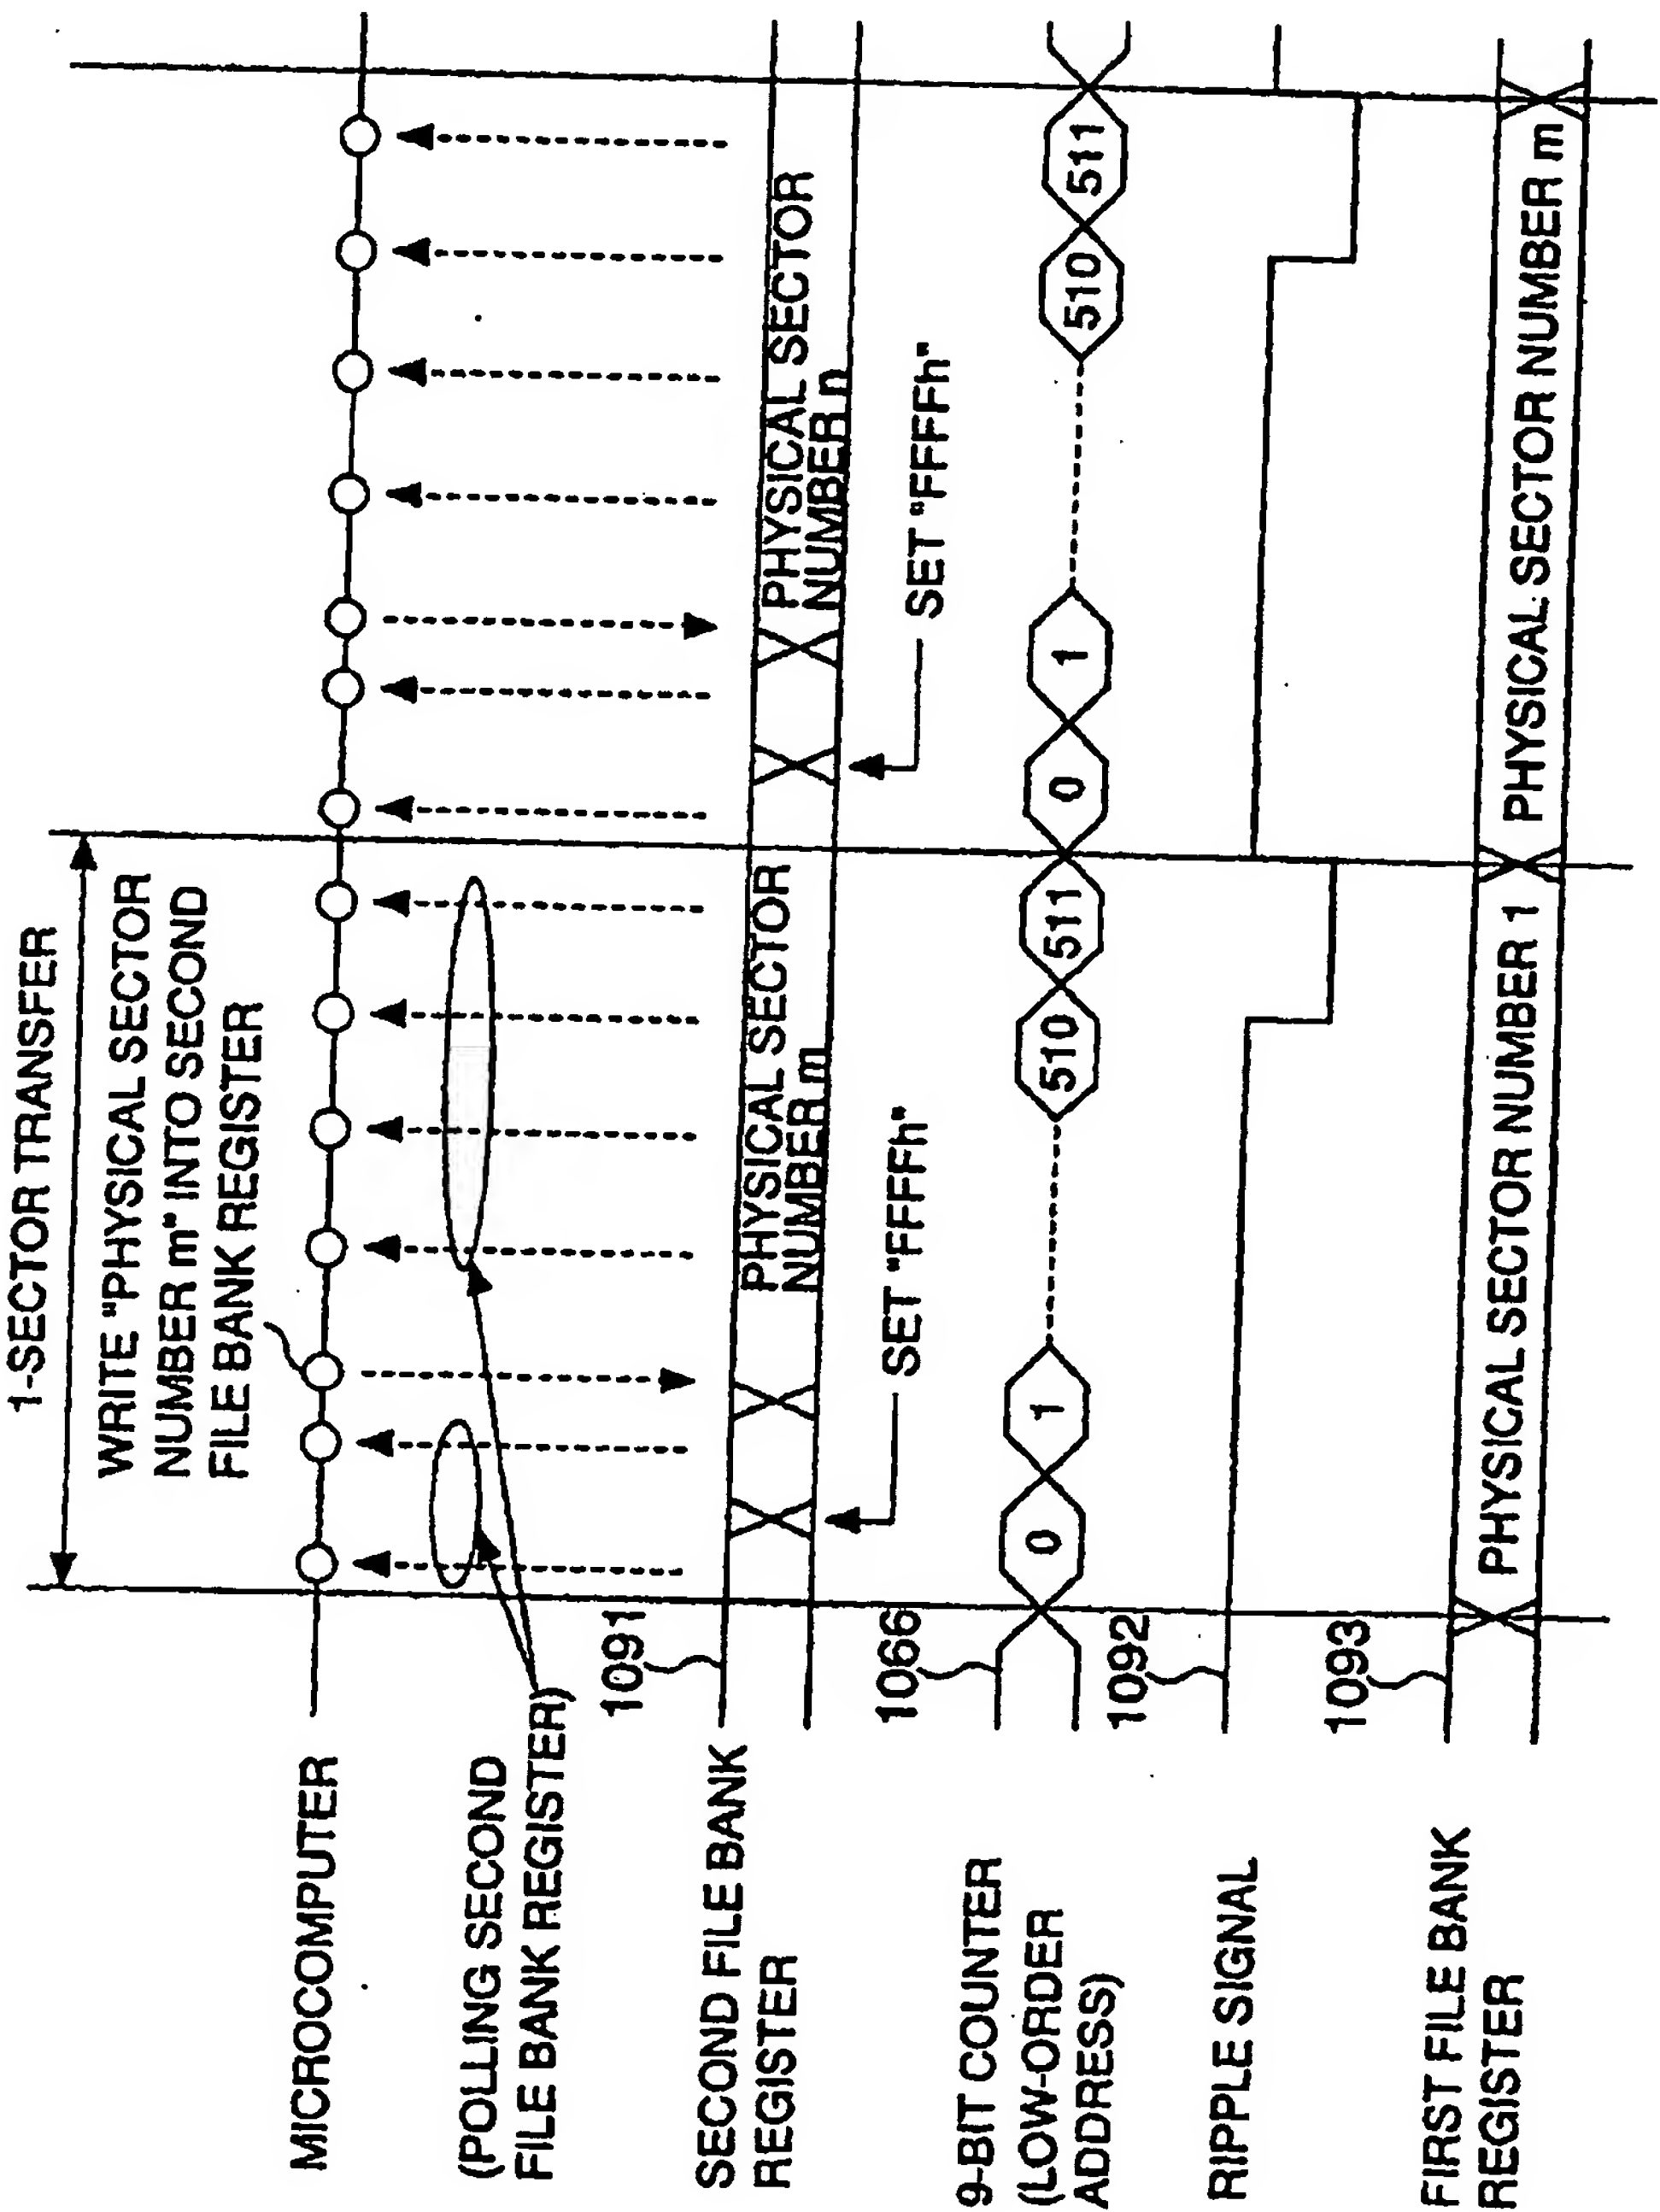 1-SECTOR TRANSFER
WRITE "PHYSICAL SECTOR
NUMBER m" INTO SECOND
FILE BANK REGISTER
MICROCOMPUTER
(POLLING SECOND
FILE BANK REGISTER)
1091
SECOND FILE BANK
REGISTER
PHYSICAL SECTOR
NUMBER m
PHYSICAL SECTOR
NUMBER n
SET "FFFh"
SET "FFFh"
1066
9-BIT COUNTER
(LOW-ORDER
ADDRESS)
0 1 510 511 0 1 510 511
1092
RIPPLE SIGNAL
1093
FIRST FILE BANK
REGISTER
PHYSICAL SECTOR NUMBER 1
PHYSICAL SECTOR NUMBER m